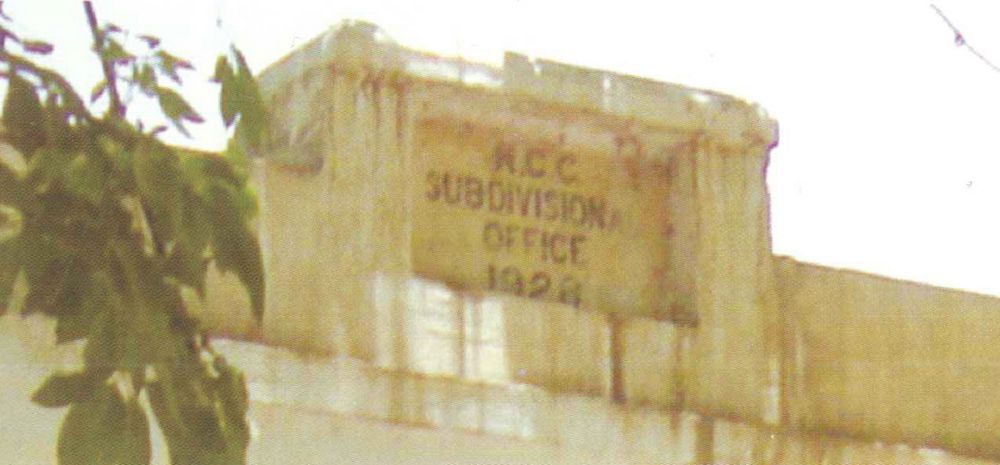 SUBDIVISIONA
OFFICE
1928